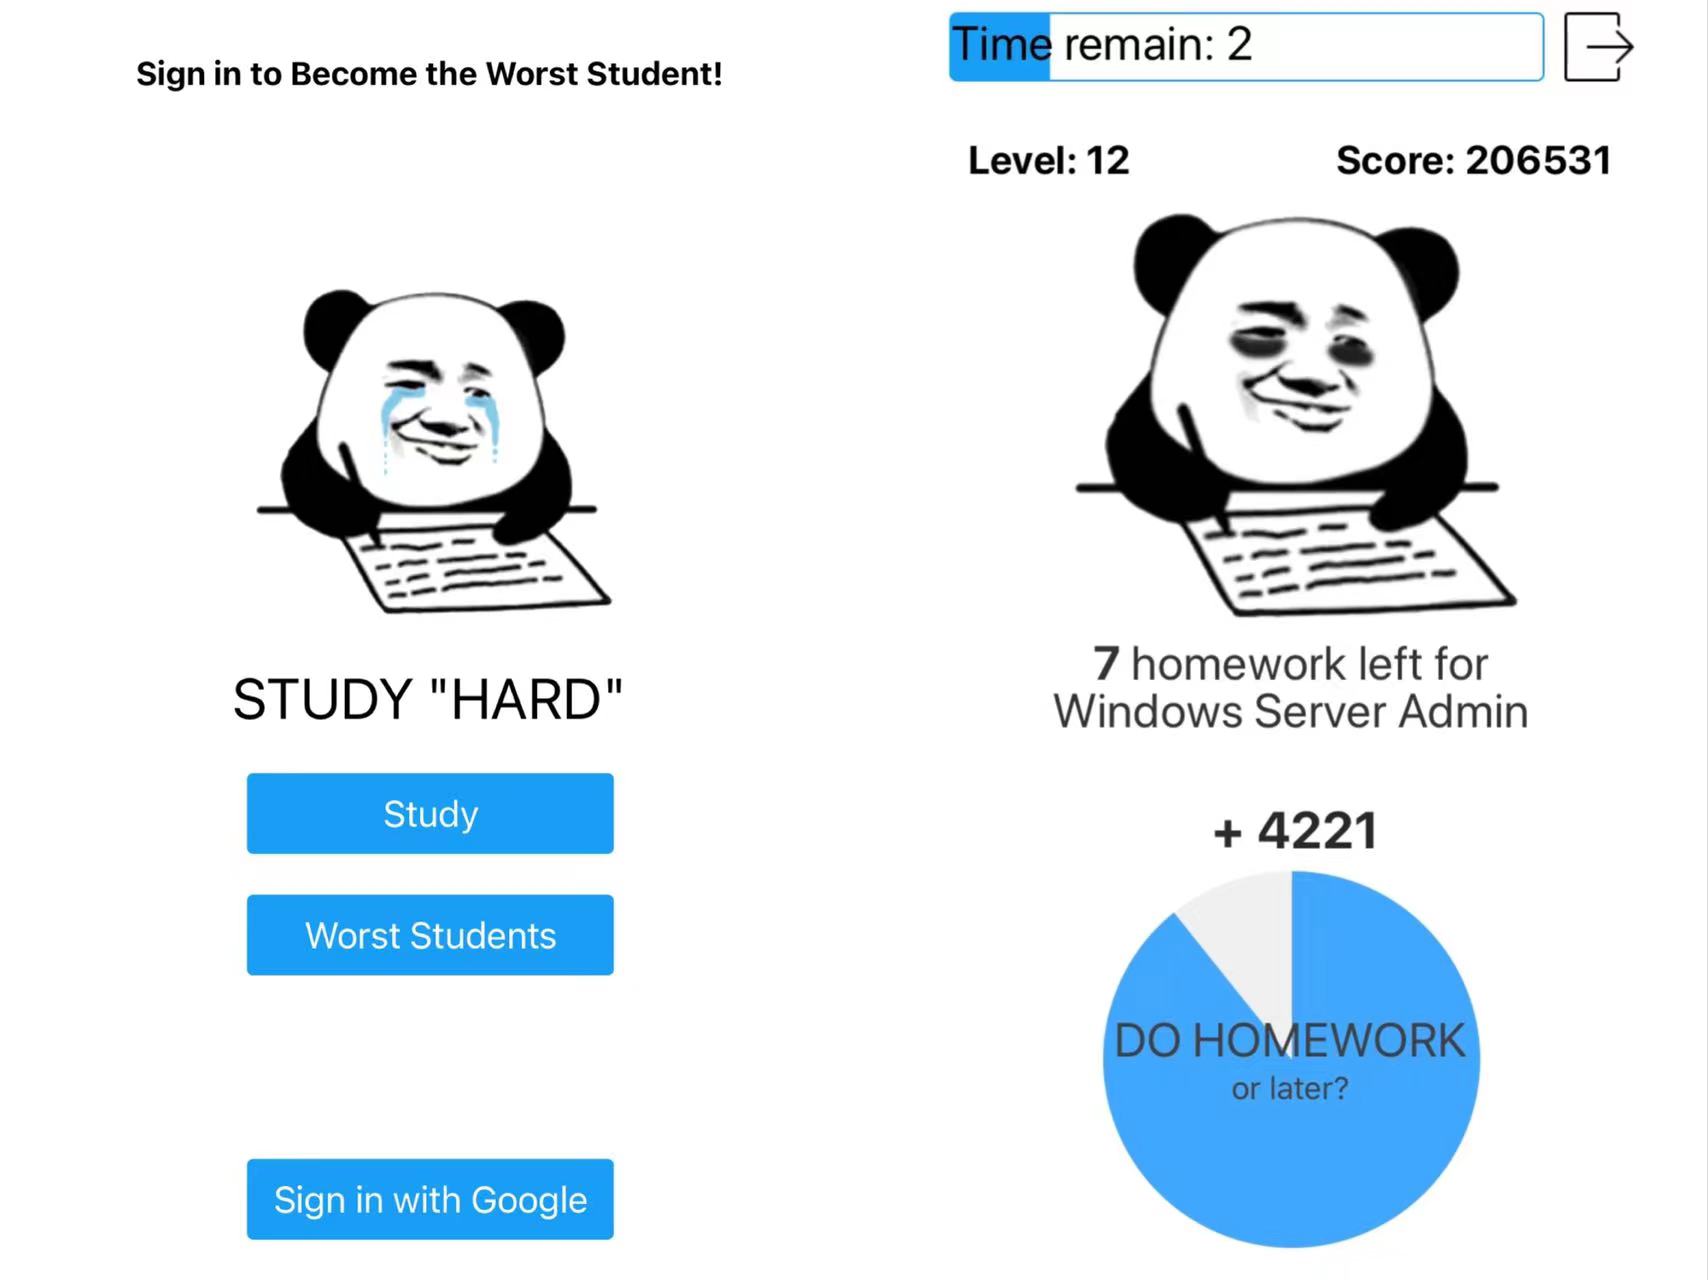 Sign in to Become the Worst Student!
STUDY "HARD"
Study
Worst Students
Sign in with Google
Time remain: 2
Level: 12
Score: 206531
7 homework left for
Windows Server Admin
+ 4221
DO HOMEWORK
or later?